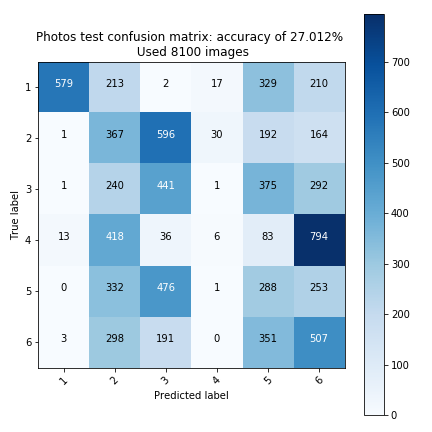 Photos test confusion matrix: accuracy of 27.012%
Used 8100 images
1 579 213 2 17 329 210
2 1 367 596 30 192 164
3 1 240 441 1 375 292
4 13 418 36 6 83 794
5 0 332 476 1 288 253
6 3 298 191 0 351 507
1 2 3 4 5 6
True label
Predicted label
700
600
500
400
300
200
100
0